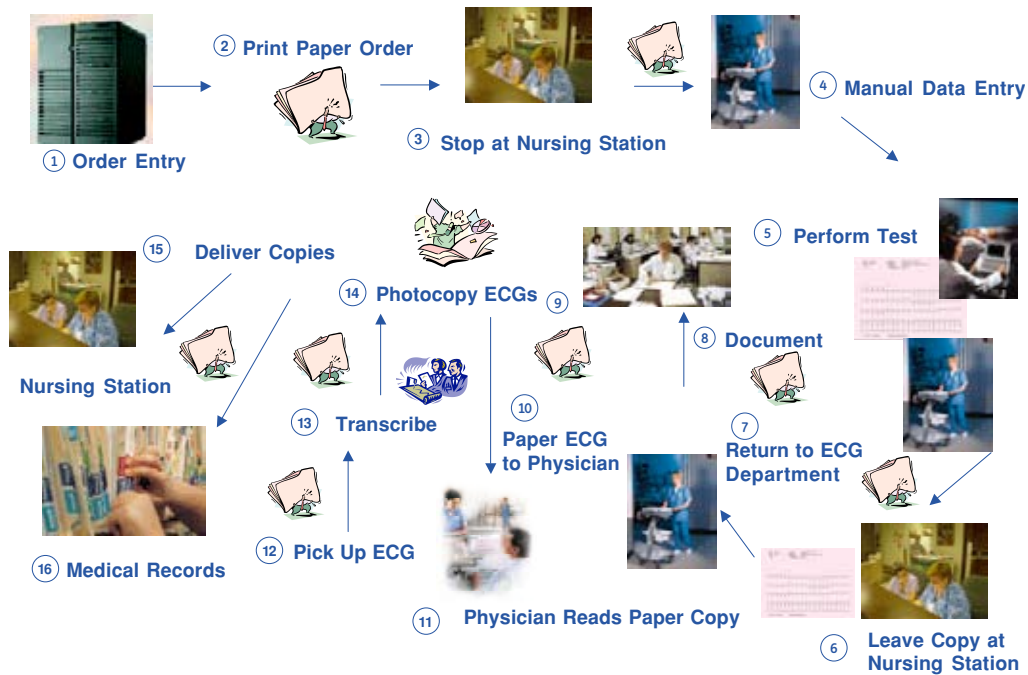 2 Print Paper Order
4 Manual Data Entry
3 Stop at Nursing Station
1 Order Entry
5 Perform Test
15 Deliver Copies
14 Photocopy ECGs
9
8 Document
Nursing Station
10
Paper ECG
to Physician
13 Transcribe
7
Return to ECG
Department
12 Pick Up ECG
16 Medical Records
11 Physician Reads Paper Copy
6 Leave Copy at
Nursing Station